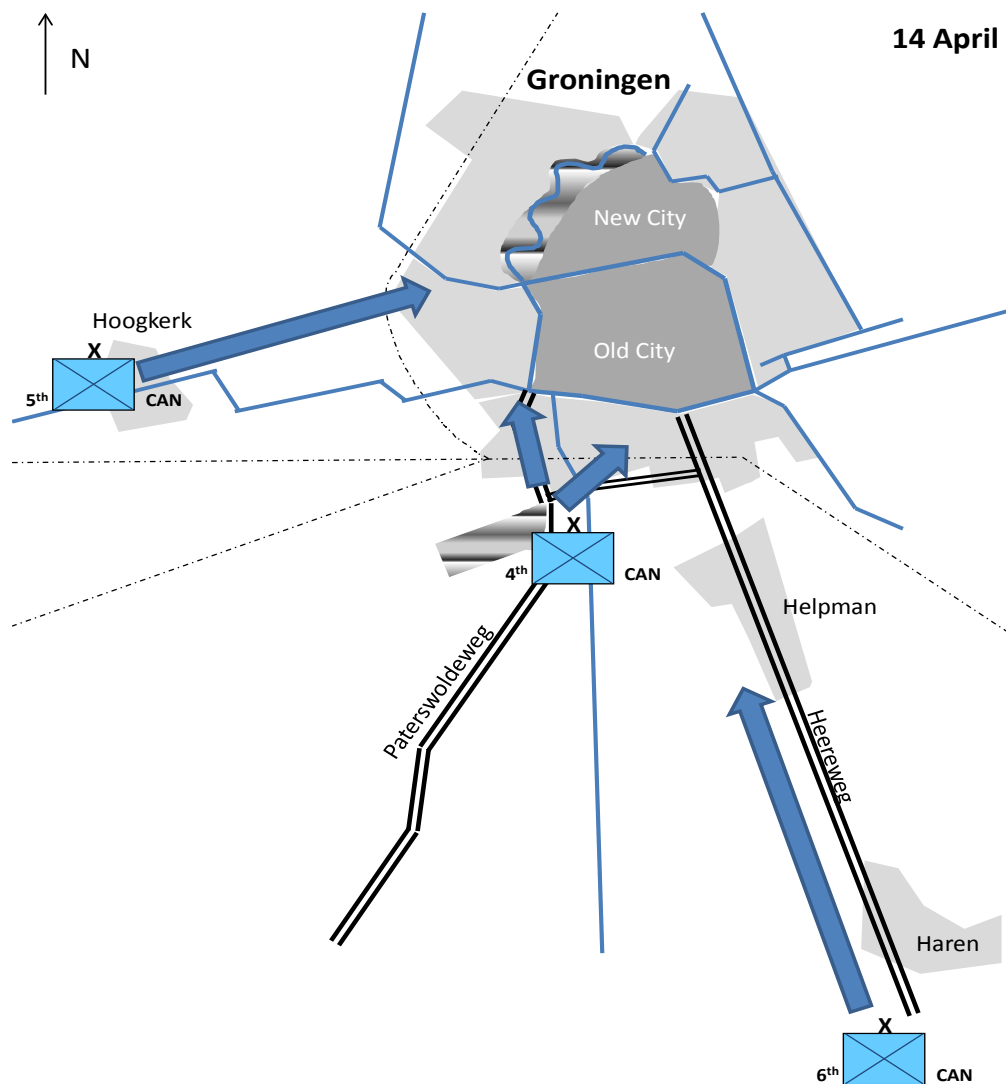 14 April
N
Groningen
New City
Hoogkerk
X
Old City
5th
CAN
X
4th
CAN
Helpman
Paterswoldeweg
Heereweg
Haren
X
6th
CAN